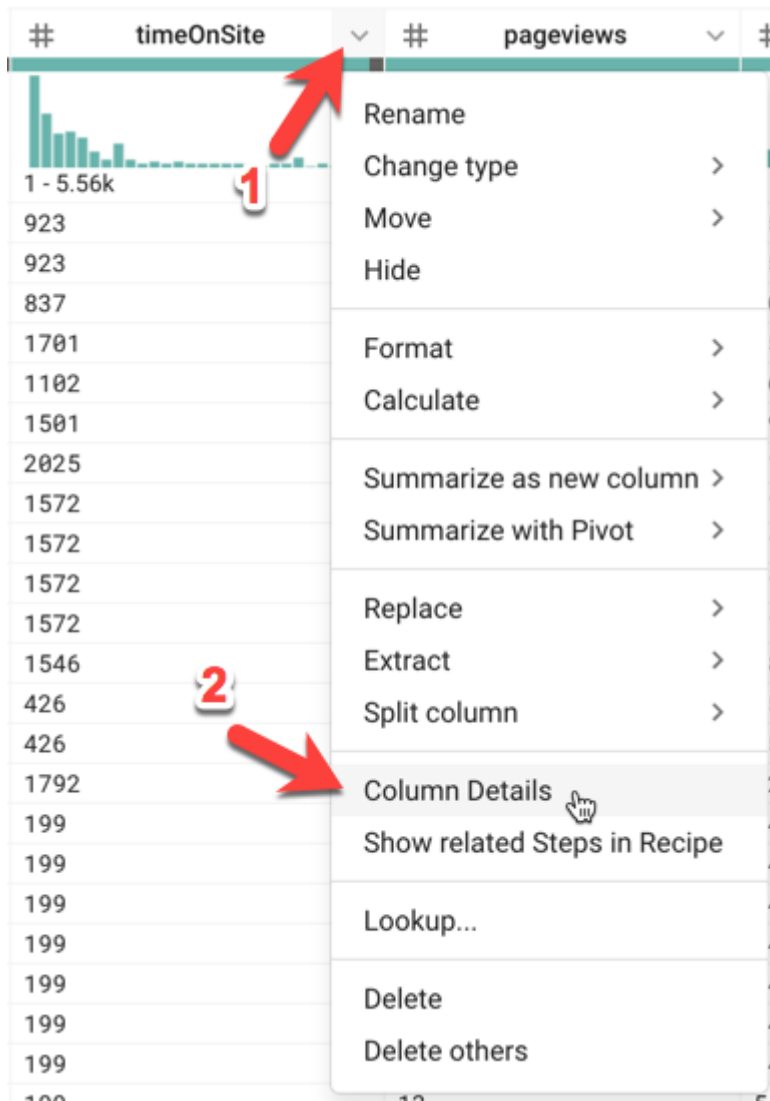 # timeOnSite # pageviews #
1 - 5.56k
1
923
923
837
1701
1102
1501
2025
1572
1572
1572
1572
1546
426
426
1792
199
199
199
199
199
199
199
2
Rename
Change type
Move
Hide
Format
Calculate
Summarize as new column
Summarize with Pivot
Replace
Extract
Split column
Column Details
Show related Steps in Recipe
Lookup...
Delete
Delete others